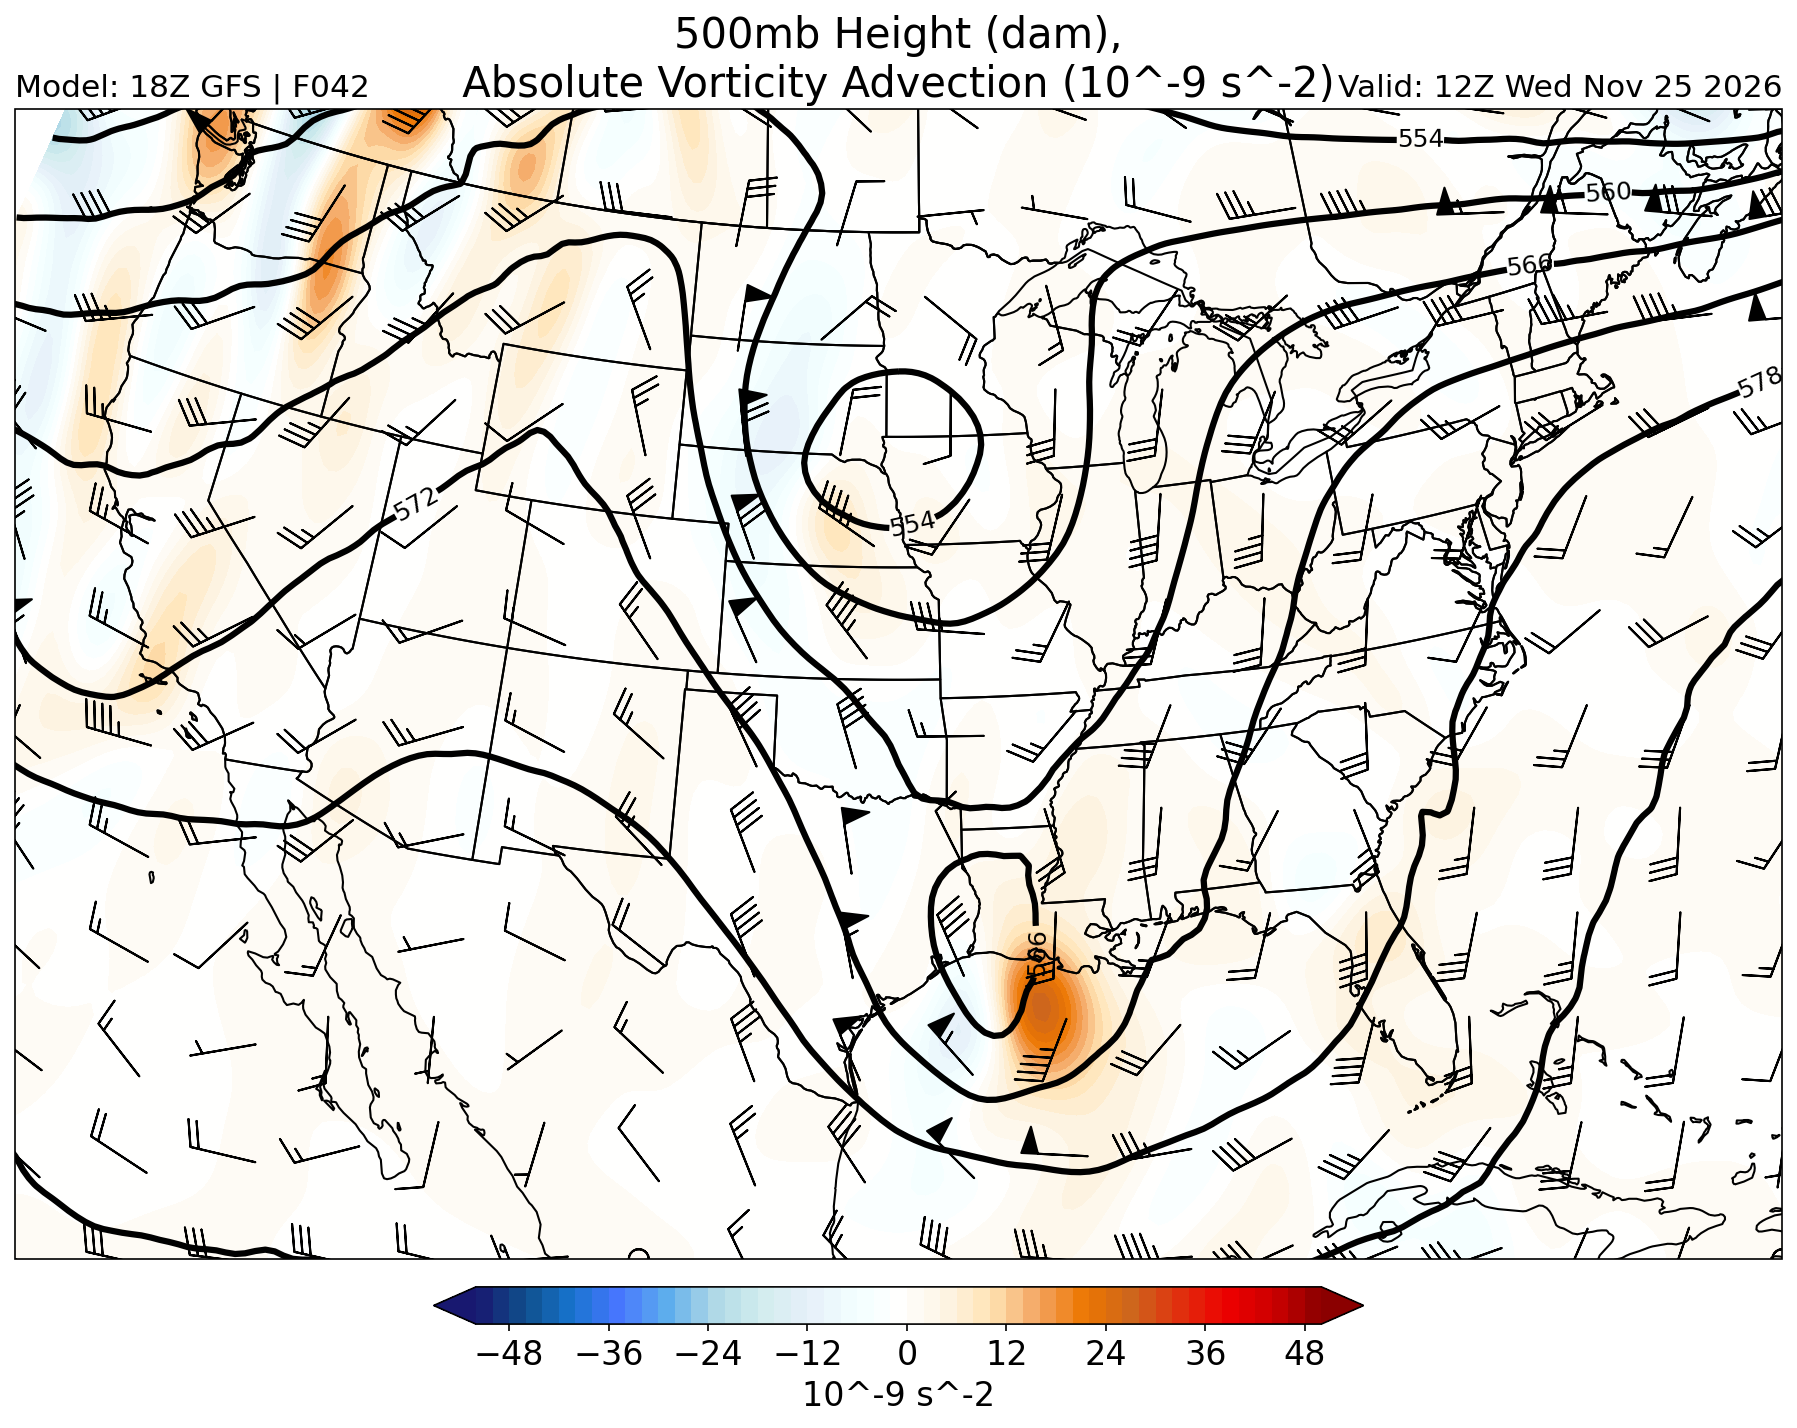 500mb Height (dam),
Absolute Vorticity Advection (10^-9 s^-2)
Model: 18Z GFS | F042
Valid: 12Z Wed Nov 25 2026
554
560
566
578
572
554
566
−48 −36 −24 −12 0 12 24 36 48
10^-9 s^-2